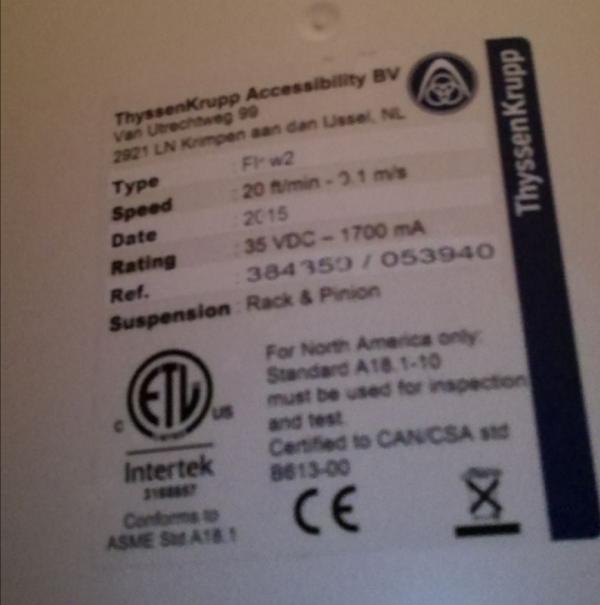 ThyssenKrupp Accessibility BV
Van Utrechtweg 99
2921 LN Krimpen aan den IJssel, NL
Type
Speed : 20 ft/min - 0.1 m/s
Date : 2015
Rating : 35 VDC – 1700 mA
Ref. : / 053940
Suspension : Rack & Pinion
ThyssenKrupp
For North America only:
Standard A18.1-10
must be used for inspection
and test
Certified to CAN/CSA std
B613-00
C ETL US
Intertek
Conforms to
ASME Std A18.1
CE